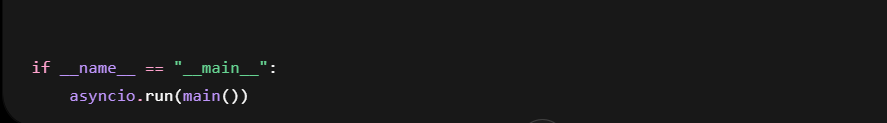 if __name__ == "__main__":
    asyncio.run(main())